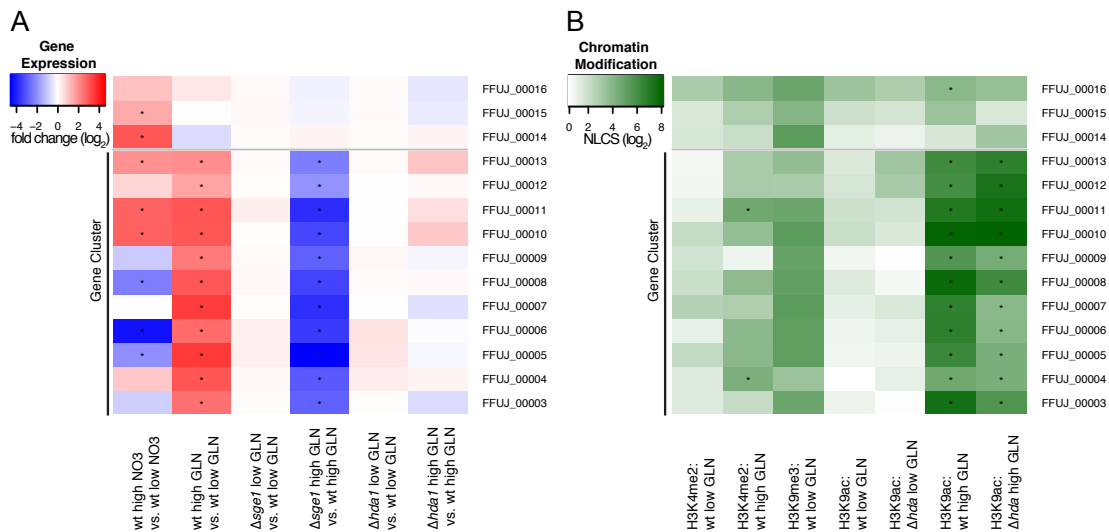 A
Gene
Expression
−4 −2 0 2 4
fold change (log2)
Gene Cluster
FFUJ_00016
FFUJ_00015
FFUJ_00014
FFUJ_00013
FFUJ_00012
FFUJ_00011
FFUJ_00010
FFUJ_00009
FFUJ_00008
FFUJ_00007
FFUJ_00006
FFUJ_00005
FFUJ_00004
FFUJ_00003
wt high NO3
vs. wt low NO3
wt high GLN
vs. wt low GLN
Δsge1 low GLN
vs. wt low GLN
Δsge1 high GLN
vs. wt high GLN
Δhda1 low GLN
vs. wt low GLN
Δhda1 high GLN
vs. wt high GLN
B
Chromatin
Modification
0 2 4 6 8
NLCS (log2)
Gene Cluster
FFUJ_00016
FFUJ_00015
FFUJ_00014
FFUJ_00013
FFUJ_00012
FFUJ_00011
FFUJ_00010
FFUJ_00009
FFUJ_00008
FFUJ_00007
FFUJ_00006
FFUJ_00005
FFUJ_00004
FFUJ_00003
H3K4me2:
wt low GLN
H3K4me2:
wt high GLN
H3K9me3:
wt low GLN
H3K9ac:
wt low GLN
H3K9ac:
Δhda low GLN
H3K9ac:
wt high GLN
H3K9ac:
Δhda high GLN